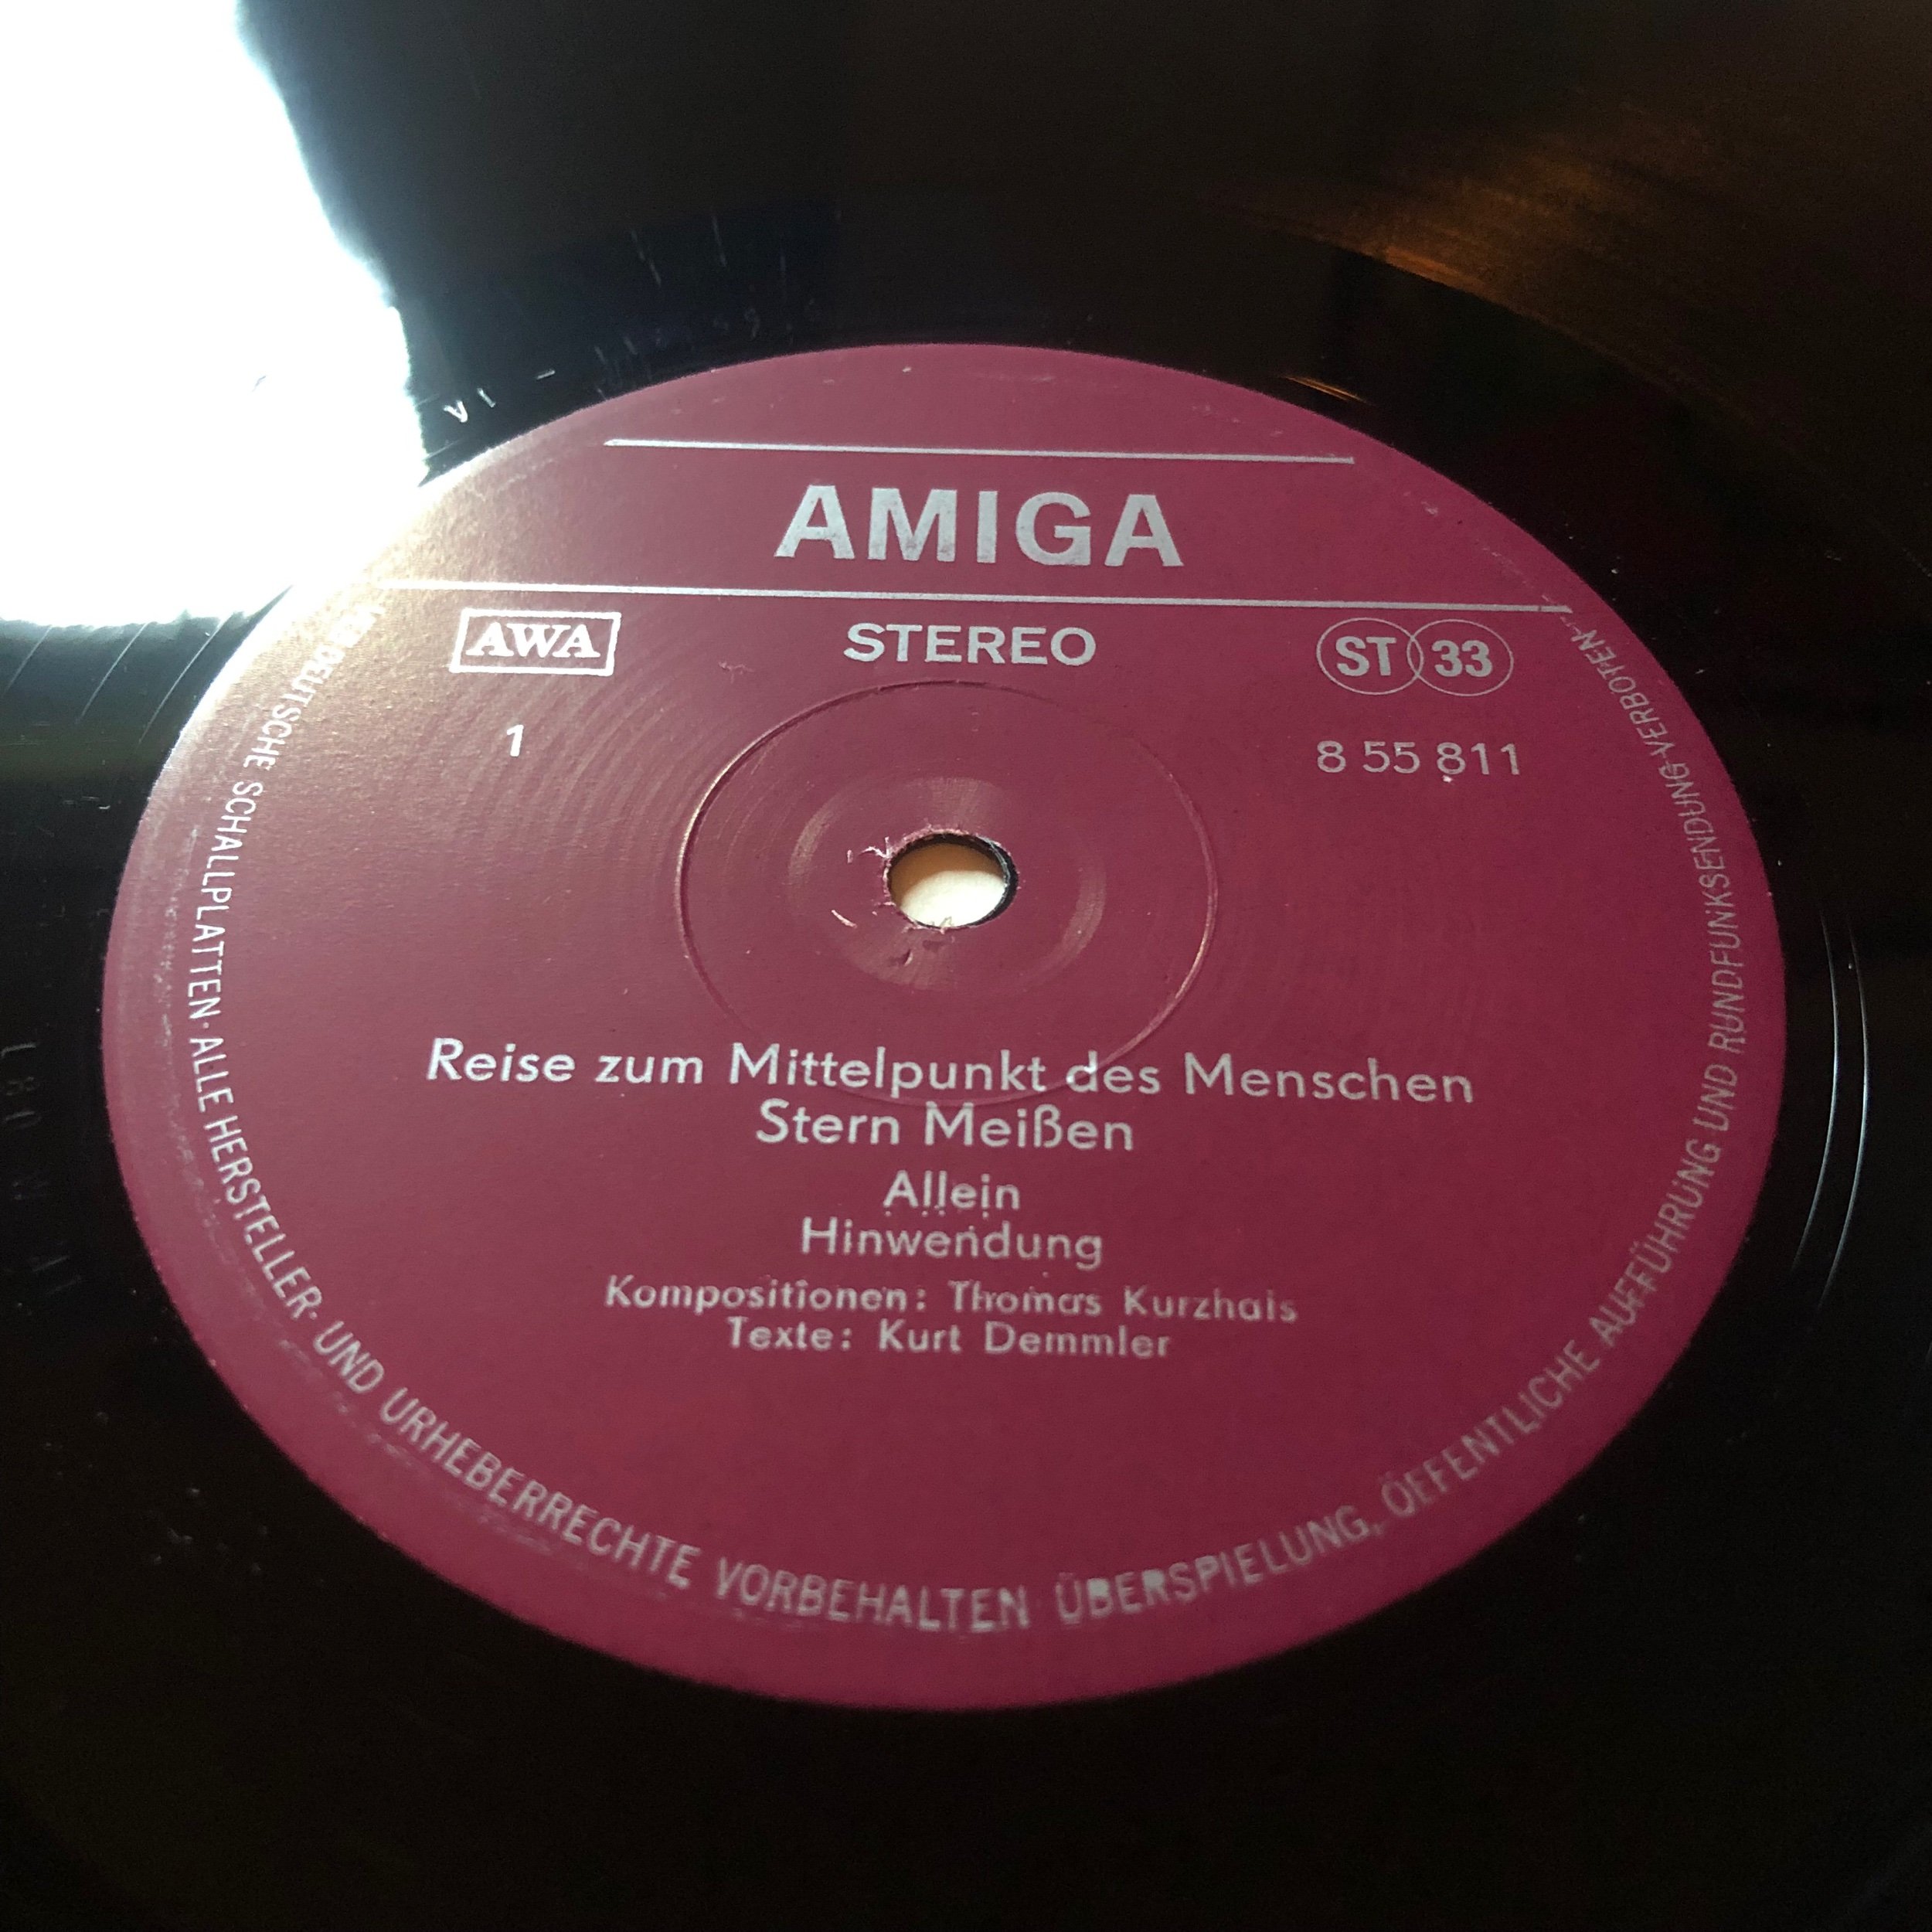 AMIGA
AWA
STEREO
ST 33
1
8 55 811
Reise zum Mittelpunkt des Menschen
Stern Meißen
Allein
Hinwendung
Kompositionen: Thomas Kurzhals
Texte: Kurt Demmler
DEUTSCHE SCHALLPLATTEN · ALLE HERSTELLER- UND URHEBERRECHTE VORBEHALTEN ÜBERSPIELUNG, ÖFFENTLICHE AUFFÜHRUNG UND RUNDFUNKSENDUNG VERBOTEN